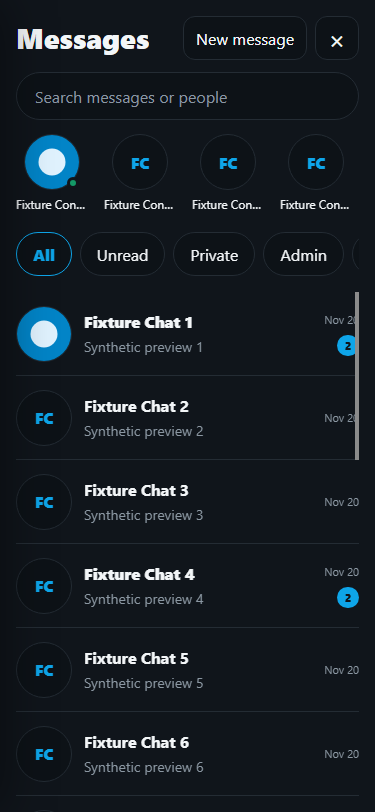 Messages
New message
×
Search messages or people
FC
FC
FC
Fixture Con...
Fixture Con...
Fixture Con...
Fixture Con...
All
Unread
Private
Admin
Fixture Chat 1
Nov 20
Synthetic preview 1
2
FC
Fixture Chat 2
Nov 20
Synthetic preview 2
FC
Fixture Chat 3
Nov 20
Synthetic preview 3
FC
Fixture Chat 4
Nov 20
Synthetic preview 4
2
FC
Fixture Chat 5
Nov 20
Synthetic preview 5
FC
Fixture Chat 6
Nov 20
Synthetic preview 6